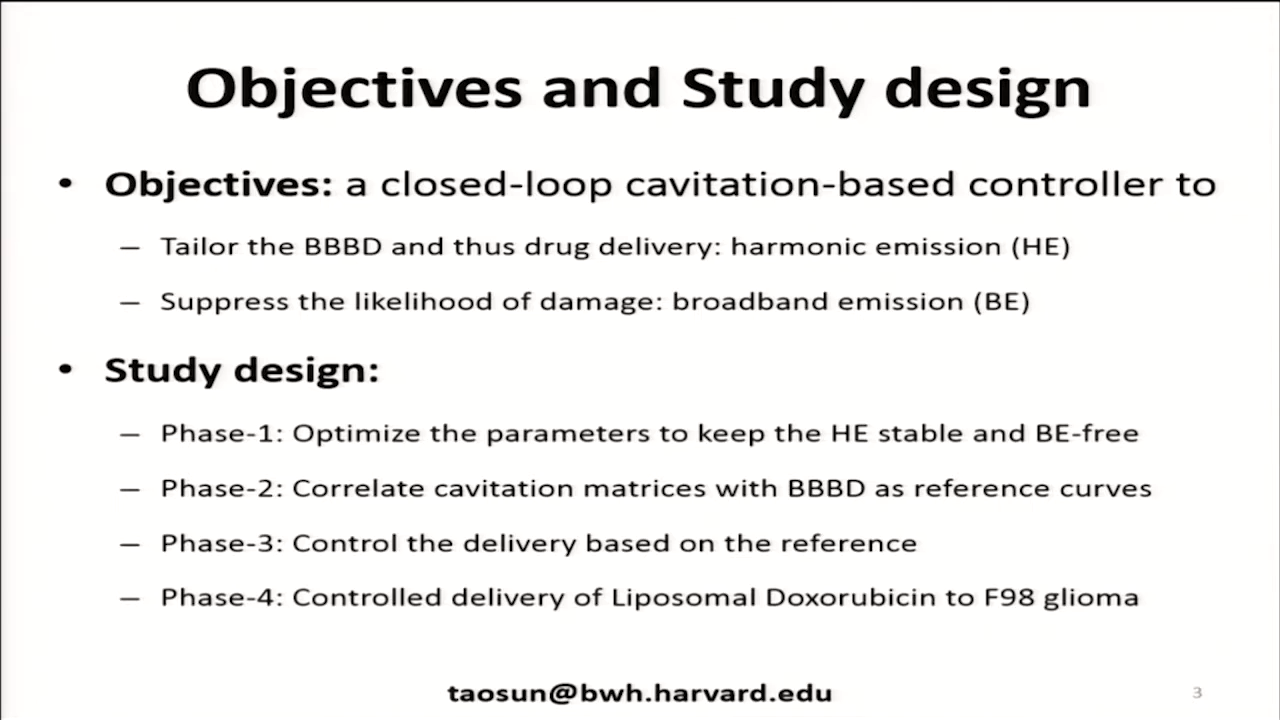 Objectives and Study design
• Objectives: a closed-loop cavitation-based controller to
– Tailor the BBBD and thus drug delivery: harmonic emission (HE)
– Suppress the likelihood of damage: broadband emission (BE)
• Study design:
– Phase-1: Optimize the parameters to keep the HE stable and BE-free
– Phase-2: Correlate cavitation matrices with BBBD as reference curves
– Phase-3: Control the delivery based on the reference
– Phase-4: Controlled delivery of Liposomal Doxorubicin to F98 glioma
taosun@bwh.harvard.edu
3